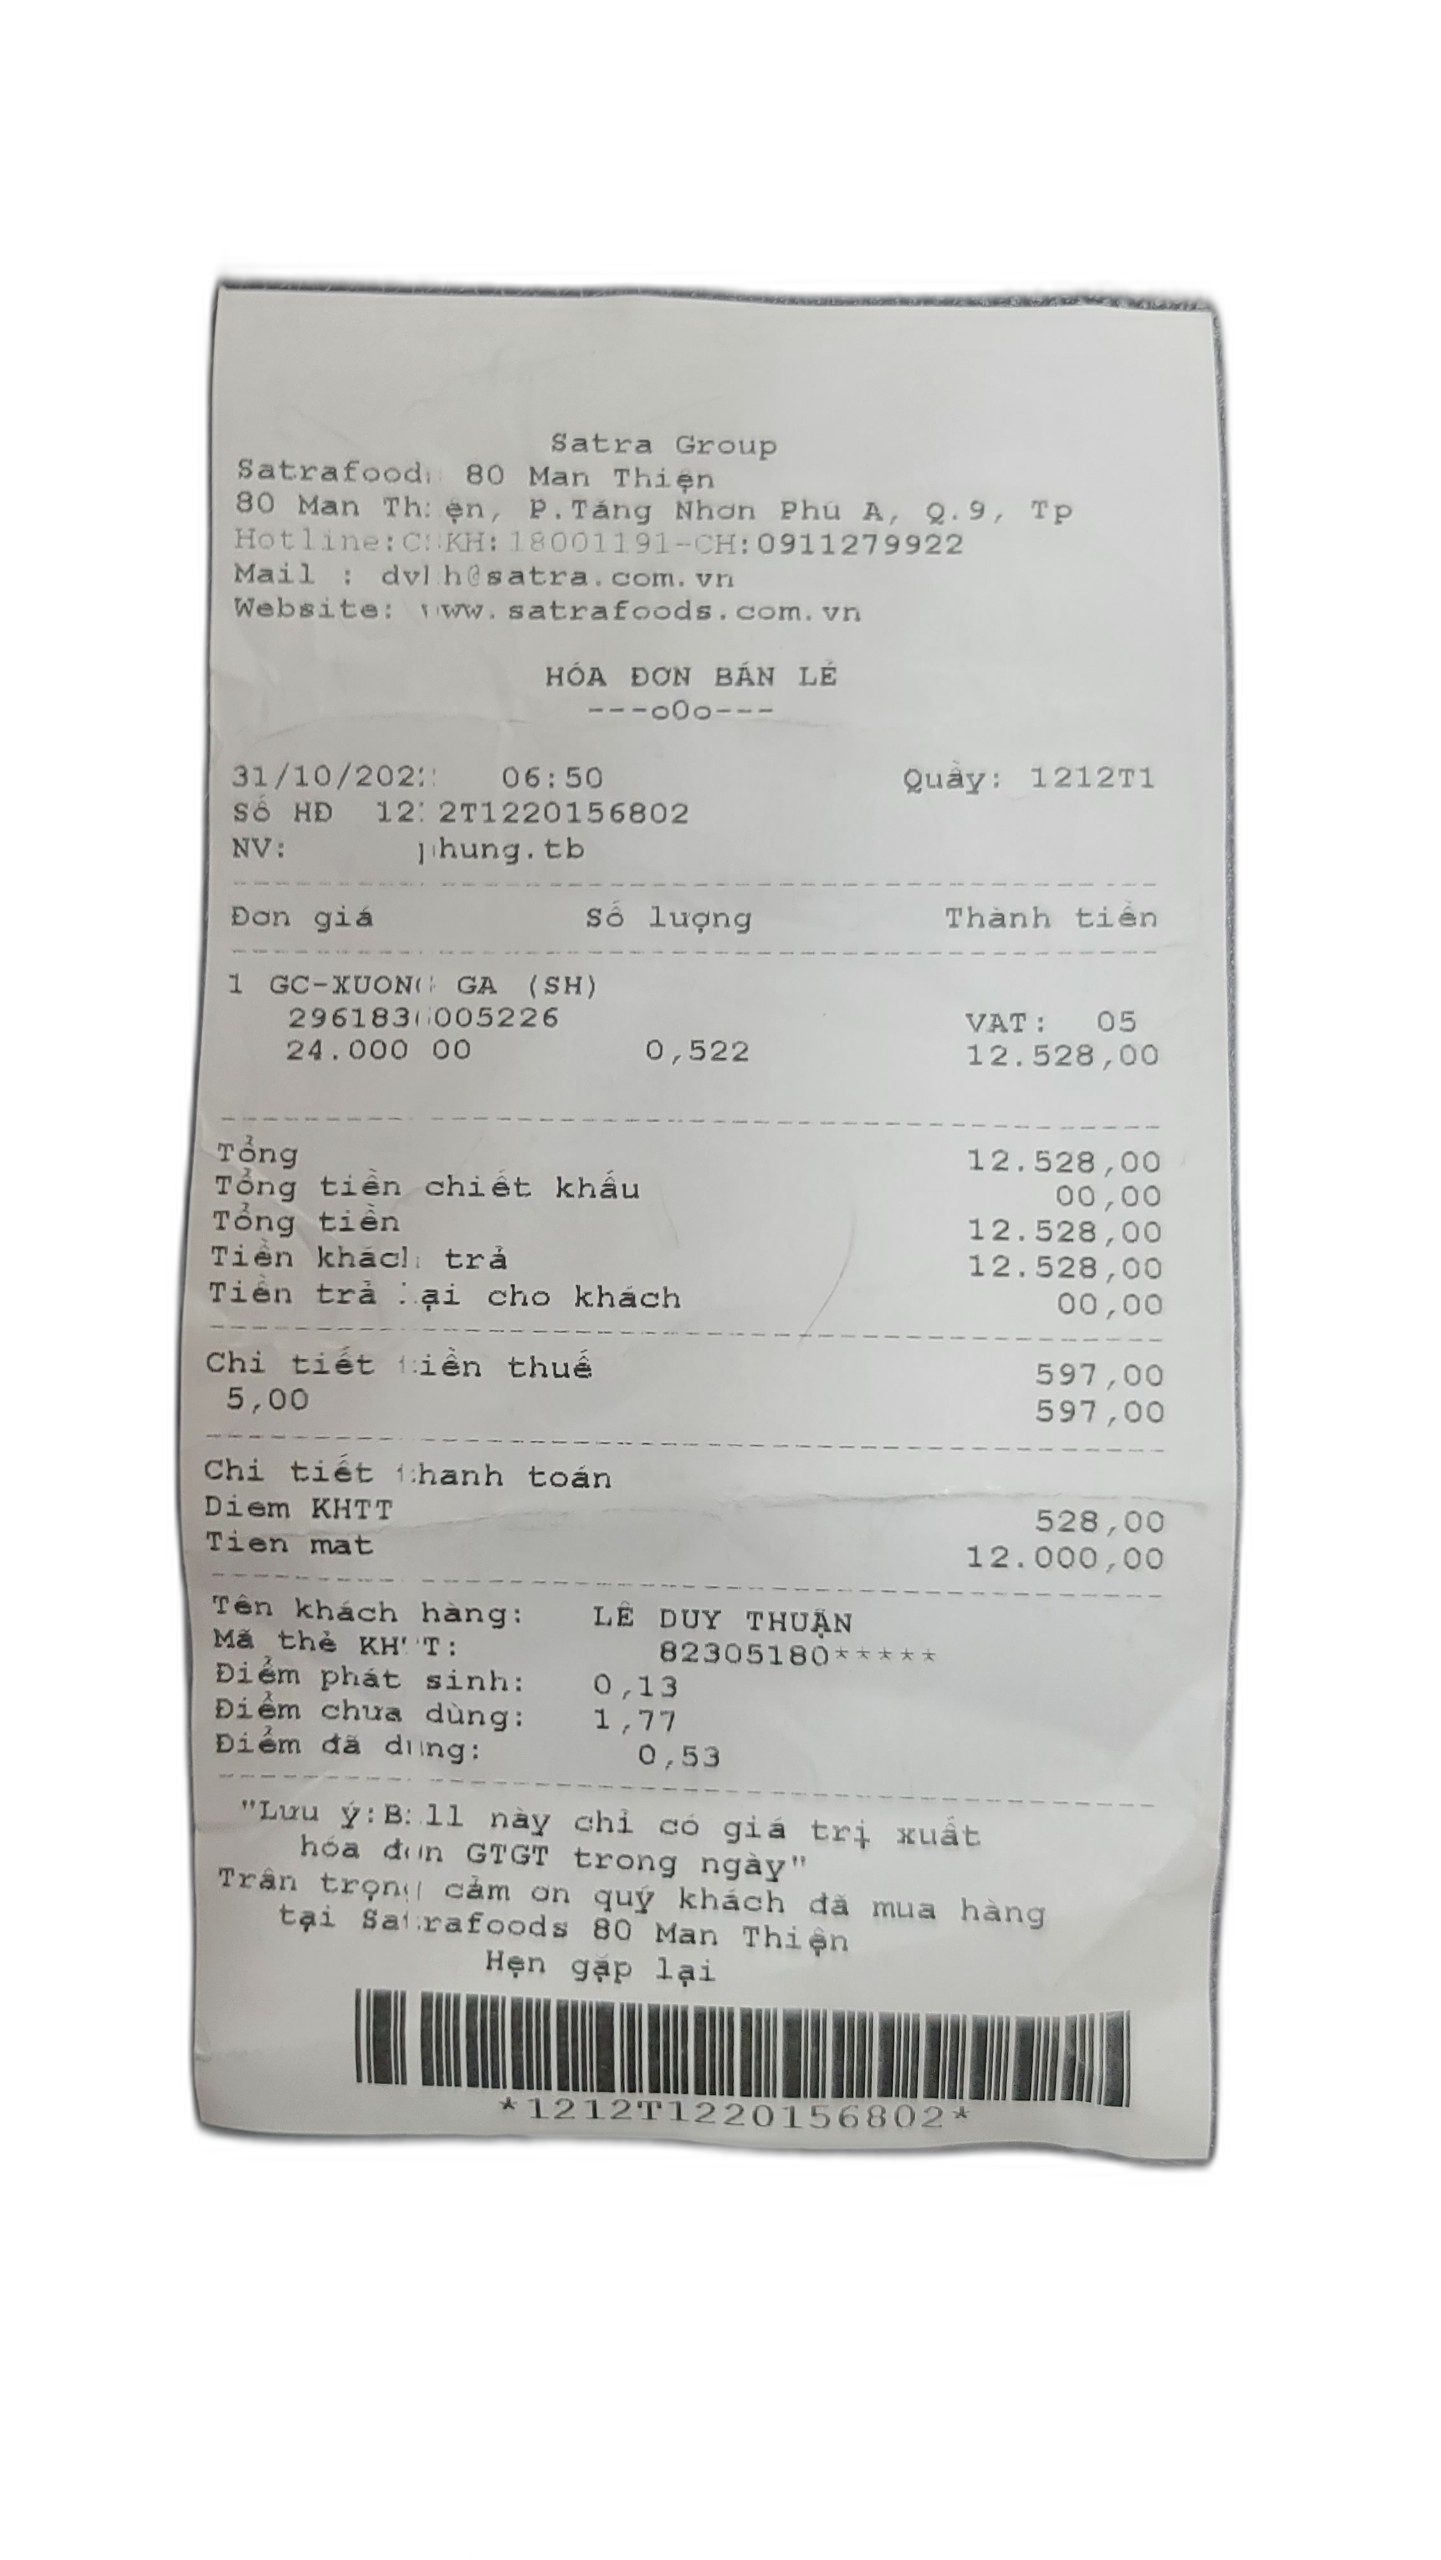 Satra Group
Satrafoods 80 Man Thiện
80 Man Thiện, P.Tăng Nhơn Phú A, Q.9, Tp
Hotline:CSKH:18001191-CH:0911279922
Mail : dvkh@satra.com.vn
Website: www.satrafoods.com.vn
HÓA ĐƠN BÁN LẺ
---oOo---
31/10/2022 06:50 Quầy: 1212T1
Số HĐ 1212T1220156802
NV: phung.tb
Đơn giá Số lượng Thành tiền
1 GC-XUONG GA (SH)
VAT: 05
24.000,00 0,522 12.528,00
Tổng 12.528,00
Tổng tiền chiết khấu 00,00
Tổng tiền 12.528,00
Tiền khách trả 12.528,00
Tiền trả lại cho khách 00,00
Chi tiết tiền thuế 597,00
5,00 597,00
Chi tiết thanh toán
Diem KHTT 528,00
Tien mat 12.000,00
Tên khách hàng: LÊ DUY THUẬN
Mã thẻ KHTT: 82305180*****
Điểm phát sinh: 0,13
Điểm chưa dùng: 1,77
Điểm đã dùng: 0,53
"Lưu ý:Bill này chỉ có giá trị xuất
hóa đơn GTGT trong ngày"
Trân trọng cảm ơn quý khách đã mua hàng
tại Satrafoods 80 Man Thiện
Hẹn gặp lại
*1212T1220156802*